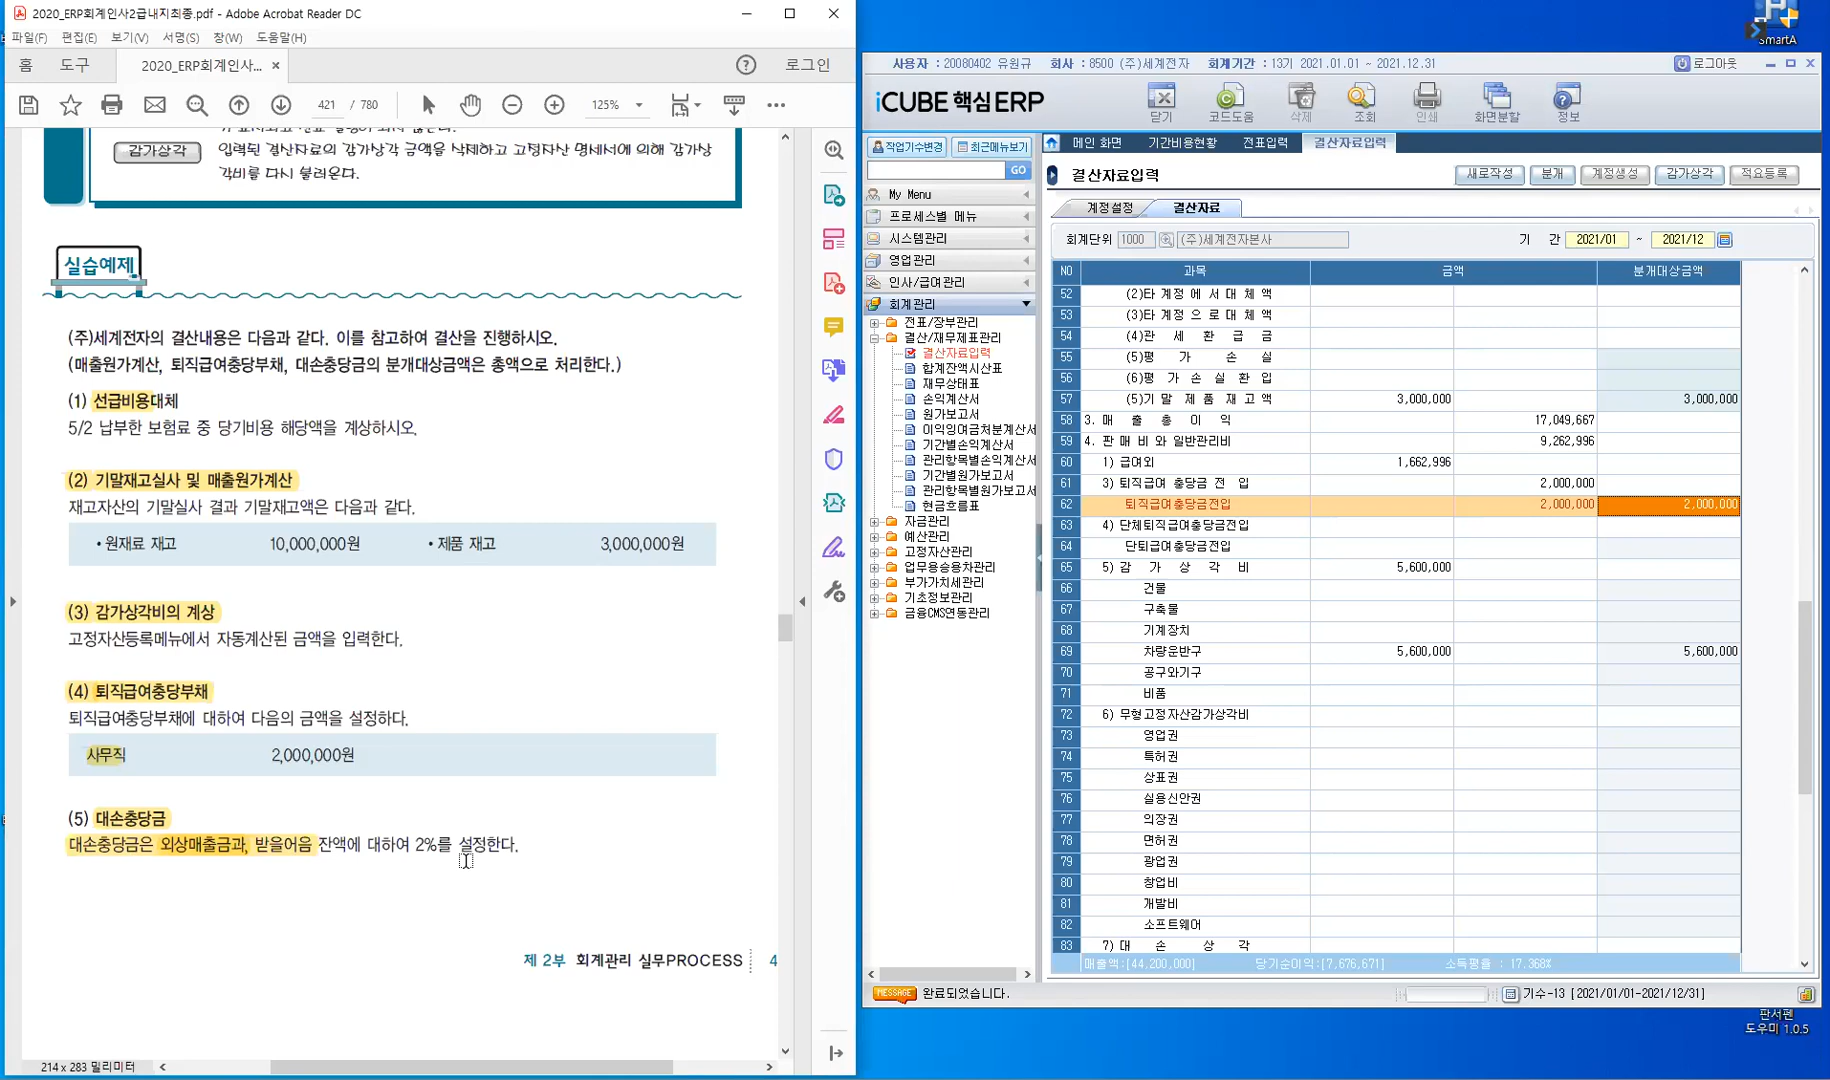 2020_ERP회계인사2급내지최종.pdf - Adobe Acrobat Reader DC
파일(F) 편집(E) 보기(V) 서명(S) 창(W) 도움말(H)
홈 도구 2020_ERP회계인사... × 로그인
421 / 780 125%
감가상각 입력된 결산자료의 감가상각 금액을 삭제하고 고정자산 명세서에 의해 감가상
각비를 다시 불러온다.
실습예제
(주)세계전자의 결산내용은 다음과 같다. 이를 참고하여 결산을 진행하시오.
(매출원가계산, 퇴직급여충당부채, 대손충당금의 분개대상금액은 총액으로 처리한다.)
(1) 선급비용대체
5/2 납부한 보험료 중 당기비용 해당액을 계상하시오.
(2) 기말재고실사 및 매출원가계산
재고자산의 기말실사 결과 기말재고액은 다음과 같다.
•원재료 재고 10,000,000원 •제품 재고 3,000,000원
(3) 감가상각비의 계상
고정자산등록메뉴에서 자동계산된 금액을 입력한다.
(4) 퇴직급여충당부채
퇴직급여충당부채에 대하여 다음의 금액을 설정하다.
사무직 2,000,000원
(5) 대손충당금
대손충당금은 외상매출금과, 받을어음 잔액에 대하여 2%를 설정한다.
제 2부 회계관리 실무PROCESS 4
214 x 283 밀리미터
SmartA
사용자 : 20080402 유원규 회사 : 8500 (주)세계전자 회계기간 : 13기 2021.01.01 ~ 2021.12.31 로그아웃
iCUBE 핵심ERP 닫기 코드도움 삭제 조회 인쇄 화면분할 정보
작업기수변경 최근메뉴보기
GO
My Menu
프로세스별 메뉴
시스템관리
영업관리
인사/급여관리
회계관리
전표/장부관리
결산/재무제표관리
결산자료입력
합계잔액시산표
재무상태표
손익계산서
원가보고서
이익잉여금처분계산서
기간별손익계산서
관리항목별손익계산서
기간별원가보고서
관리항목별원가보고서
현금흐름표
자금관리
예산관리
고정자산관리
업무용승용차관리
부가가치세관리
기초정보관리
금융CMS연동관리
메인 화면 기간비용현황 전표입력 결산자료입력
결산자료입력 새로작성 분개 계정생성 감가상각 적요등록
계정설정 결산자료
회계단위 1000 (주)세계전자본사 기 간 2021/01 ~ 2021/12
NO 과목 금액 분개대상금액
52 (2)타 계 정 에 서 대 체 액
53 (3)타 계 정 으 로 대 체 액
54 (4)관 세 환 급 금
55 (5)평 가 손 실
56 (6)평 가 손 실 환 입
57 (5)기 말 제 품 재 고 액 3,000,000 3,000,000
58 3. 매 출 총 이 익 17,049,667
59 4. 판 매 비 와 일반관리비 9,262,996
60 1) 급여외 1,662,996
61 3) 퇴직급여 충당금 전 입 2,000,000
62 퇴직급여충당금전입 2,000,000 2,000,000
63 4) 단체퇴직급여충당금전입
64 단퇴급여충당금전입
65 5) 감 가 상 각 비 5,600,000
66 건물
67 구축물
68 기계장치
69 차량운반구 5,600,000 5,600,000
70 공구와기구
71 비품
72 6) 무형고정자산감가상각비
73 영업권
74 특허권
75 상표권
76 실용신안권
77 의장권
78 면허권
79 광업권
80 창업비
81 개발비
82 소프트웨어
83 7) 대 손 상 각
매출액:[44,200,000] 당기순이익:[7,676,671] 소득평율 : 17.368%
MESSAGE 완료되었습니다. 기수-13 [2021/01/01-2021/12/31]
판서펜
도우미 1.0.5